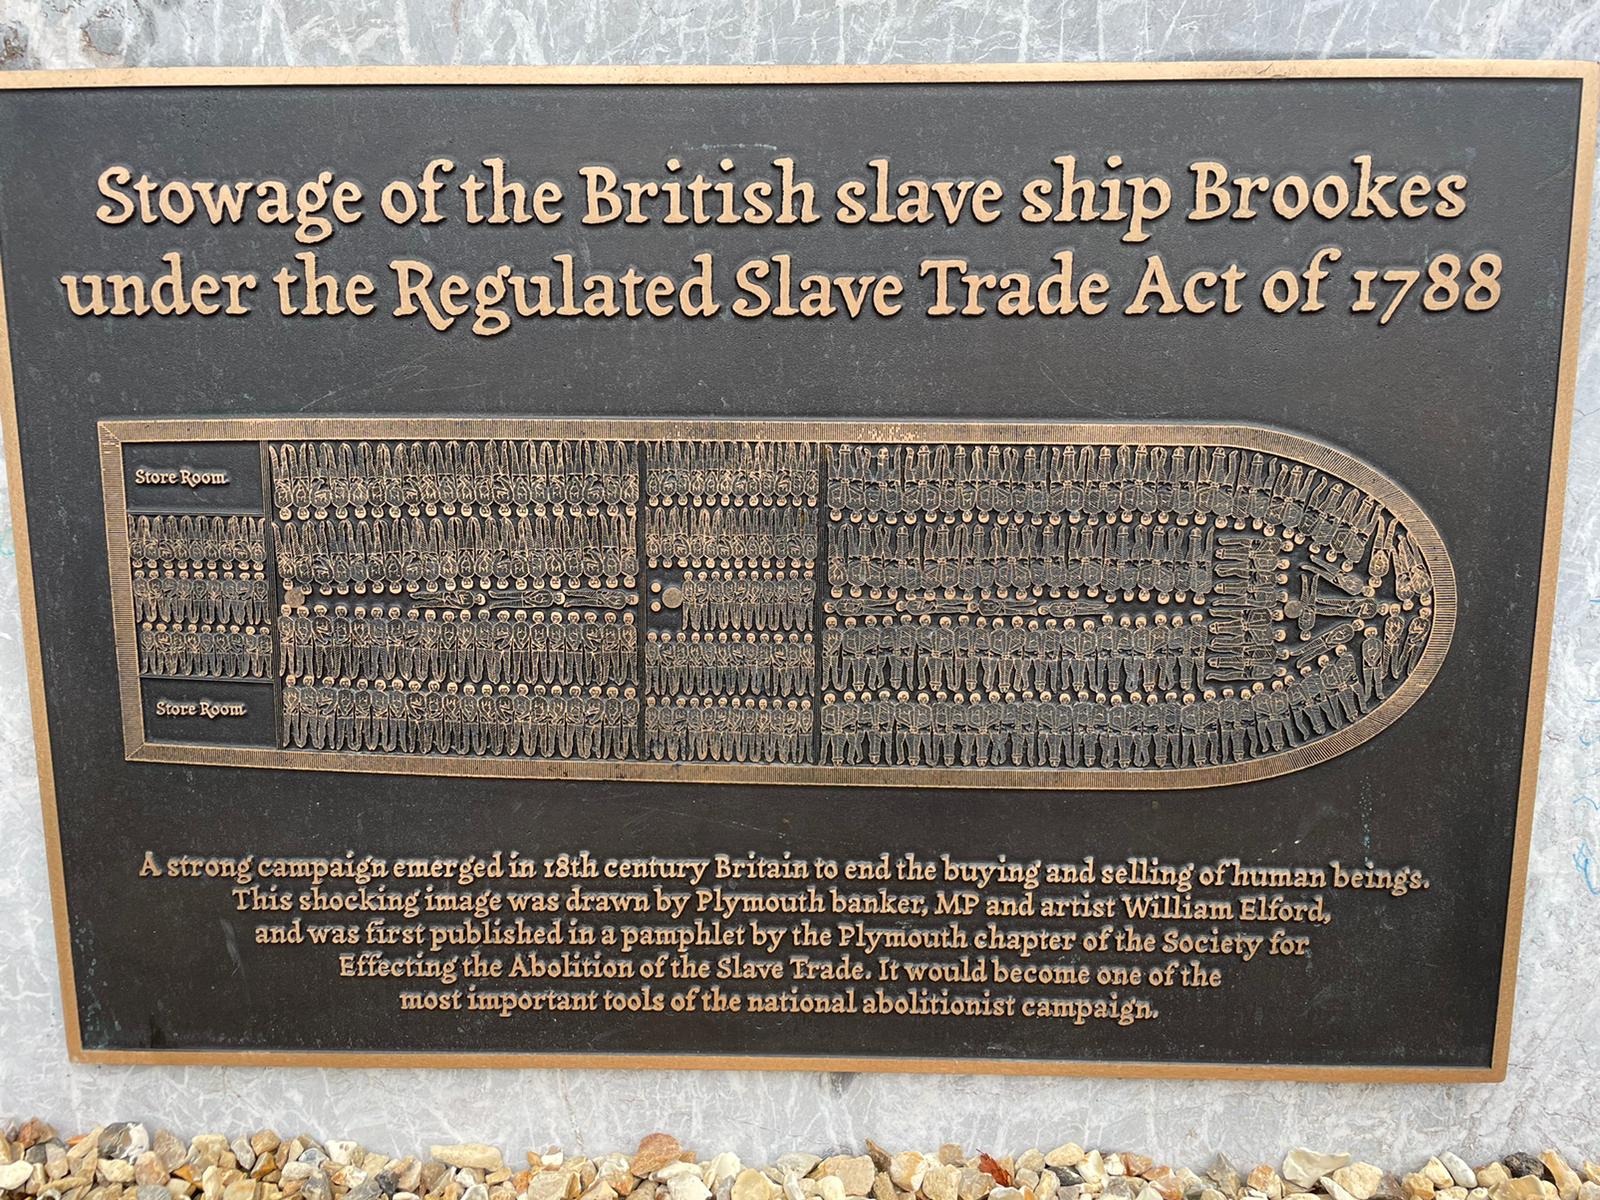 Stowage of the British slave ship Brookes
under the Regulated Slave Trade Act of 1788
Store Room
Store Room
A strong campaign emerged in 18th century Britain to end the buying and selling of human beings.
This shocking image was drawn by Plymouth banker, MP and artist William Elford,
and was first published in a pamphlet by the Plymouth chapter of the Society for
Effecting the Abolition of the Slave Trade. It would become one of the
most important tools of the national abolitionist campaign.